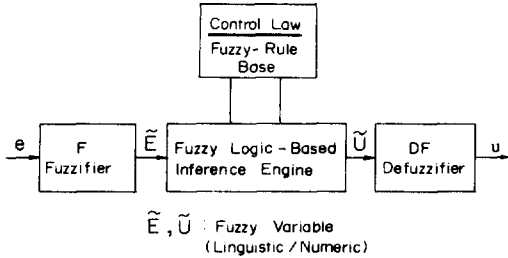 Control Law
Fuzzy-Rule
Base
e
F
Fuzzifier
Ẽ
Fuzzy Logic-Based
Inference Engine
Ũ
DF
Defuzzifier
u
Ẽ, Ũ : Fuzzy Variable
(Linguistic/Numeric)